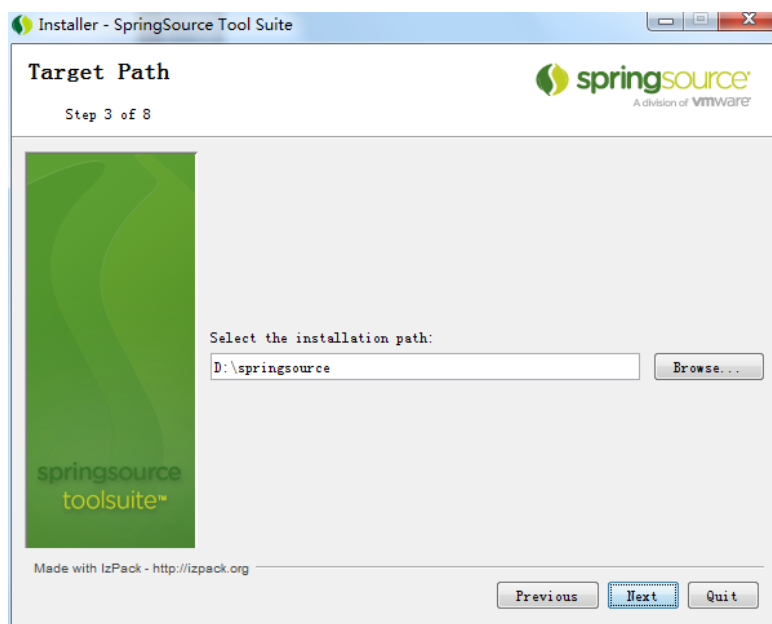 Installer - SpringSource Tool Suite
Target Path
Step 3 of 8
springsource
A division of vmware
Select the installation path:
D:\springsource
Browse...
springsource
toolsuite™
Made with IzPack - http://izpack.org
Previous
Next
Quit